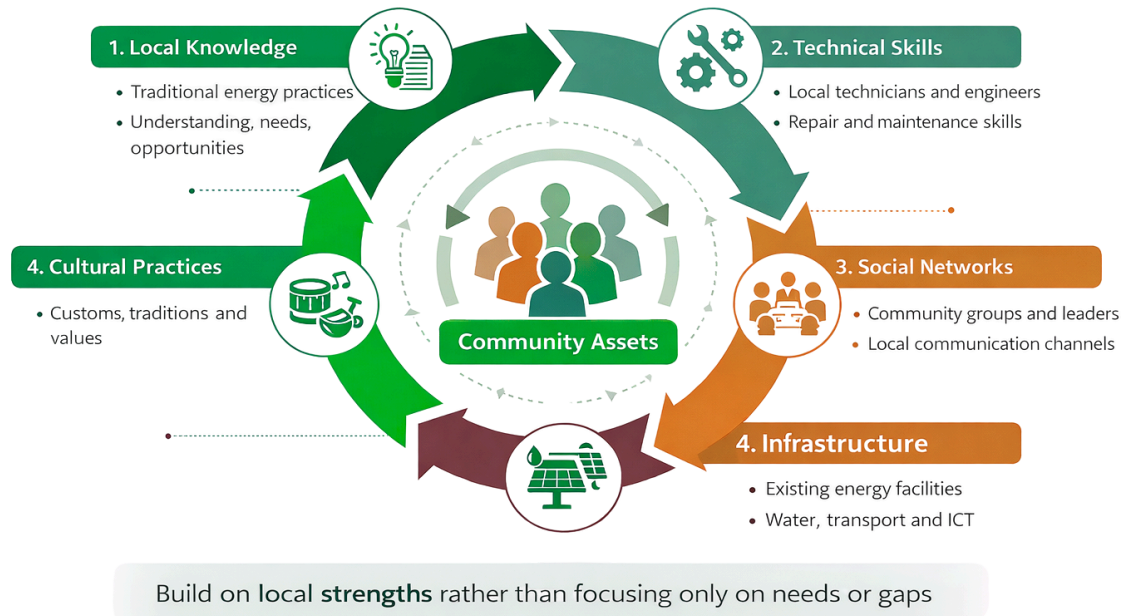 1. Local Knowledge
• Traditional energy practices
• Understanding, needs,
opportunities
2. Technical Skills
• Local technicians and engineers
• Repair and maintenance skills
3. Social Networks
• Community groups and leaders
• Local communication channels
4. Infrastructure
• Existing energy facilities
• Water, transport and ICT
4. Cultural Practices
• Customs, traditions and
values
Community Assets
Build on local strengths rather than focusing only on needs or gaps